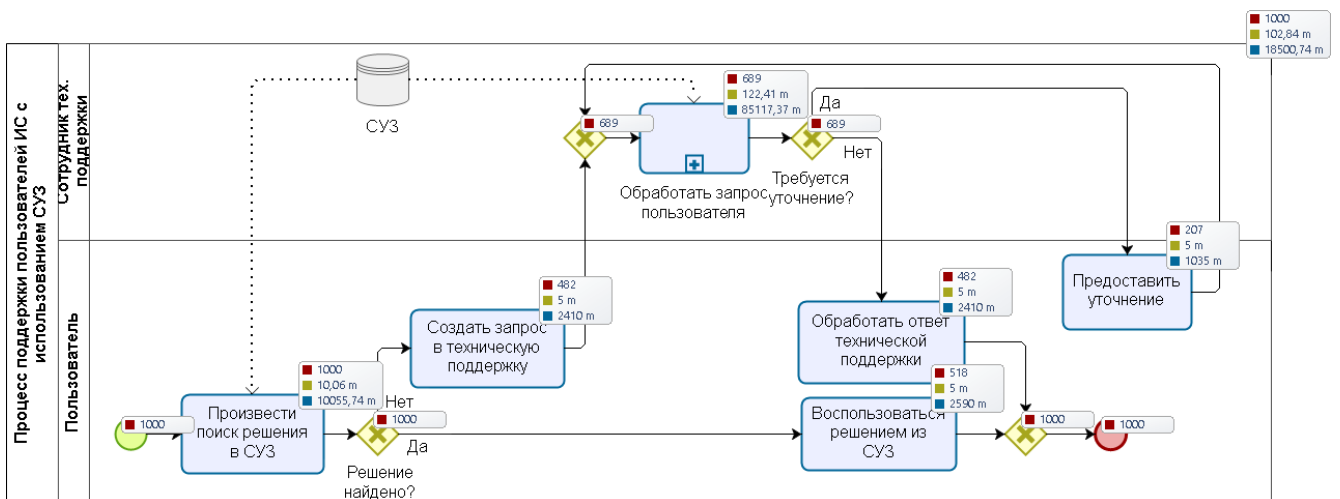 1000
102,84 m
18500,74 m
Процесс поддержки пользователей ИС с
использованием СУЗ
Сотрудник тех.
поддержки
СУЗ
689
689
122,41 m
85117,37 m
Да
689
Нет
Обработать запрос
пользователя
Требуется
уточнение?
Пользователь
207
5 m
1035 m
Предоставить
уточнение
482
5 m
2410 m
Создать запрос
в техническую
поддержку
482
5 m
2410 m
Обработать ответ
технической
поддержки
1000
10,06 m
10055,74 m
518
5 m
2590 m
1000
Произвести
поиск решения
в СУЗ
Нет
1000
Да
Решение
найдено?
Воспользоваться
решением из
СУЗ
1000
1000